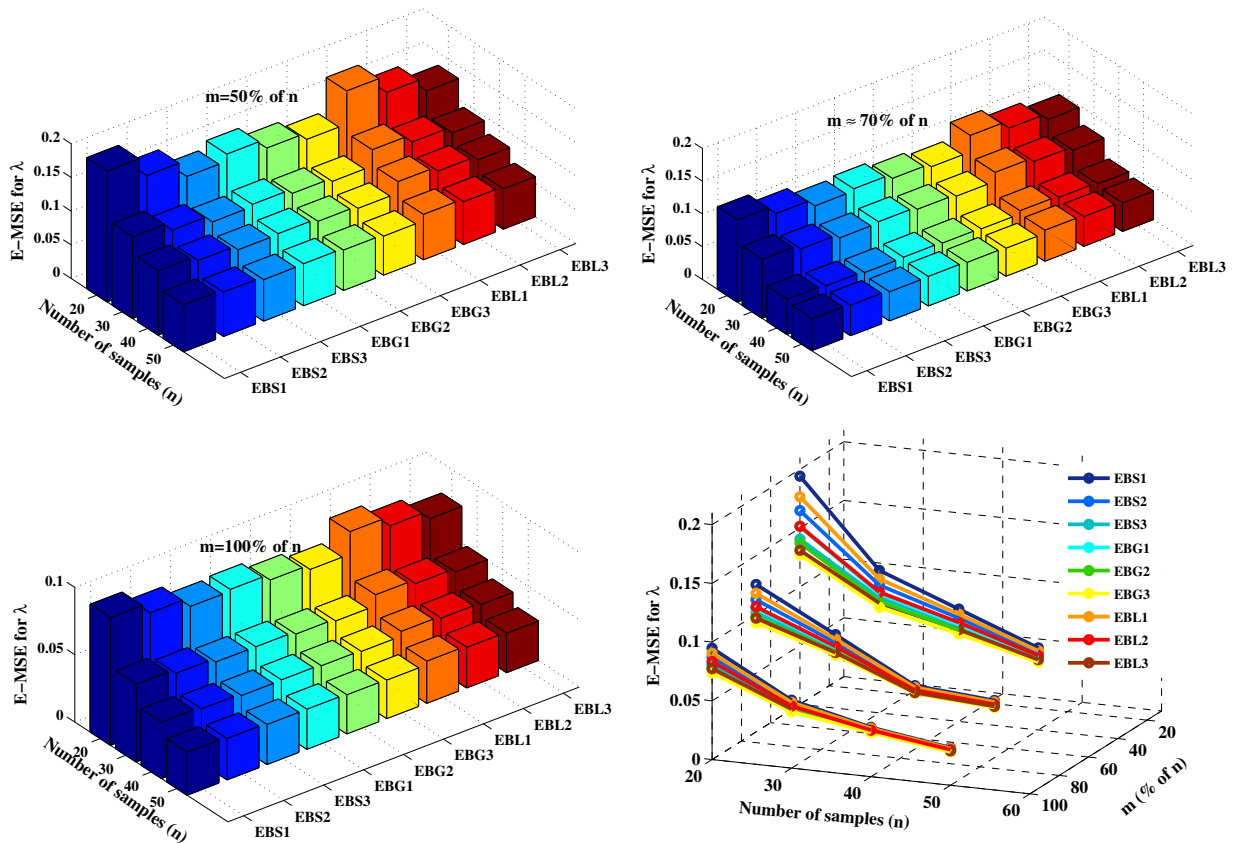 m=50% of n
E−MSE for λ
0.2
0.15
0.1
0.05
0
20
30
40
50
Number of samples (n)
EBS1
EBS2
EBS3
EBG1
EBG2
EBG3
EBL1
EBL2
EBL3
m ≈ 70% of n
E−MSE for λ
0.2
0.15
0.1
0.05
0
20
30
40
50
Number of samples (n)
EBS1
EBS2
EBS3
EBG1
EBG2
EBG3
EBL1
EBL2
EBL3
m=100% of n
E−MSE for λ
0.1
0.05
0
20
30
40
50
Number of samples (n)
EBS1
EBS2
EBS3
EBG1
EBG2
EBG3
EBL1
EBL2
EBL3
E−MSE for λ
0.2
0.15
0.1
0.05
0
20
30
40
50
60
Number of samples (n)
100
80
60
40
20
m (% of n)
EBS1
EBS2
EBS3
EBG1
EBG2
EBG3
EBL1
EBL2
EBL3